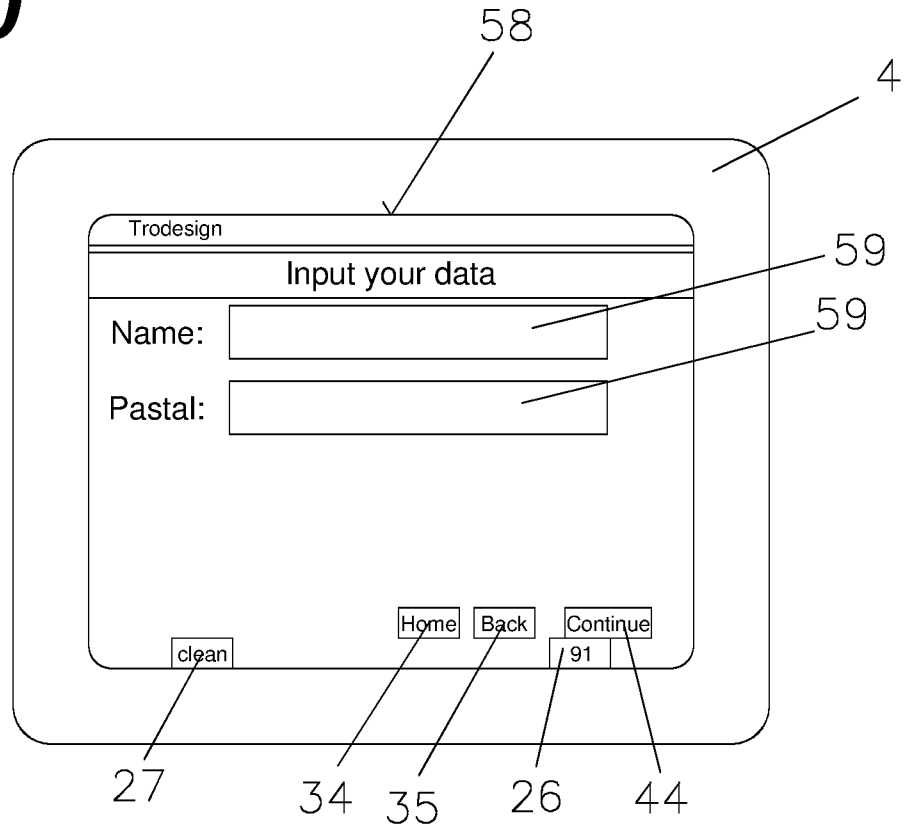 58
4
Trodesign
Input your data
59
Name:
59
Pastal:
Home Back Continue
clean 91
27 34 35 26 44